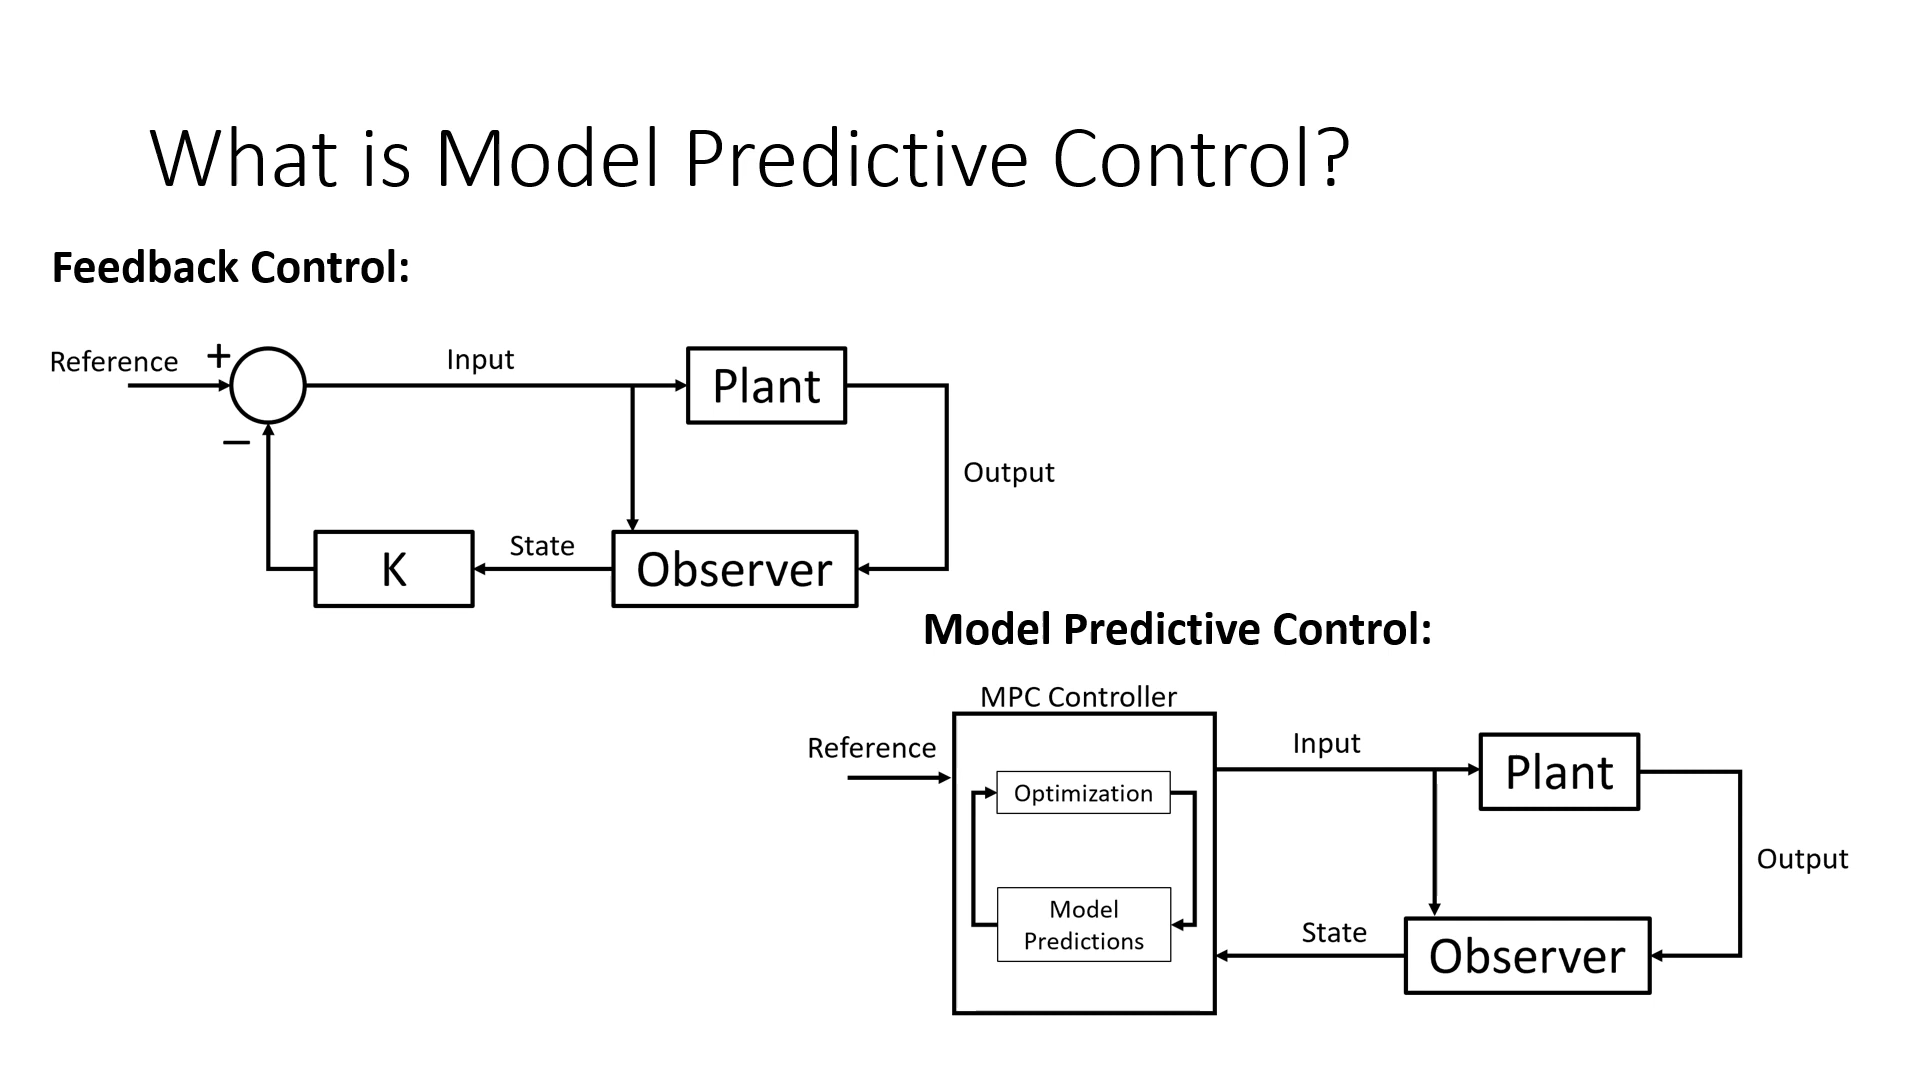 What is Model Predictive Control?
Feedback Control:
Reference
+
Input
Plant
−
Output
K
State
Observer
Model Predictive Control:
MPC Controller
Reference
Input
Plant
Optimization
Output
Model
Predictions
State
Observer